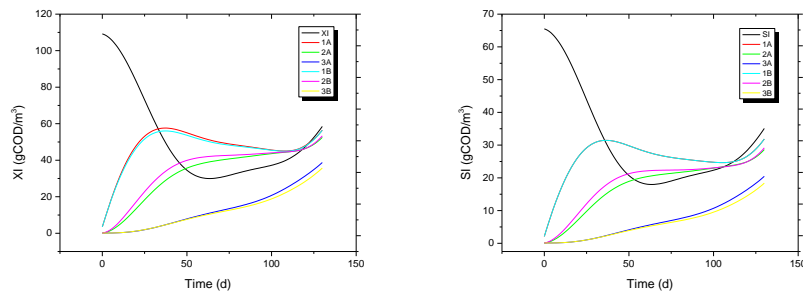 120
100
80
60
40
20
0
XI (gCOD/m³)
0
50
100
150
Time (d)
XI
1A
2A
3A
1B
2B
3B
70
60
50
40
30
20
10
0
SI (gCOD/m³)
0
50
100
150
Time (d)
SI
1A
2A
3A
1B
2B
3B